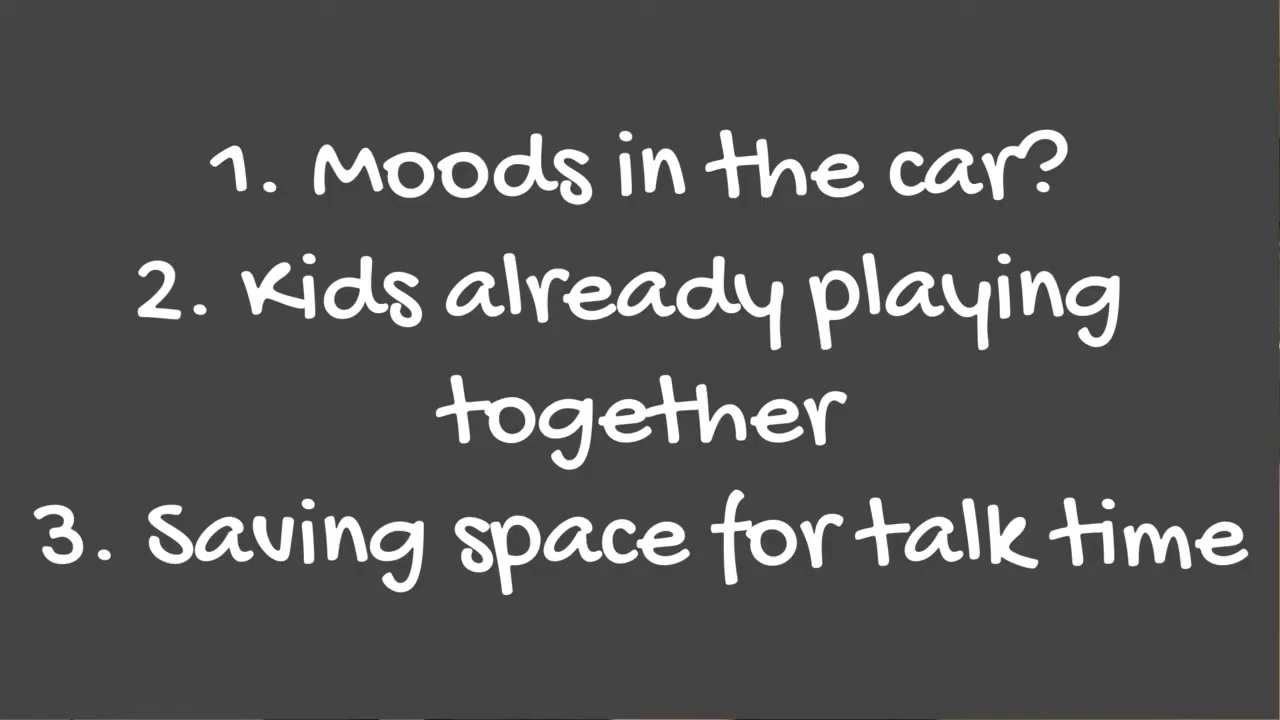 1. Moods in the car?
2. Kids already playing
together
3. Saving space for talk time